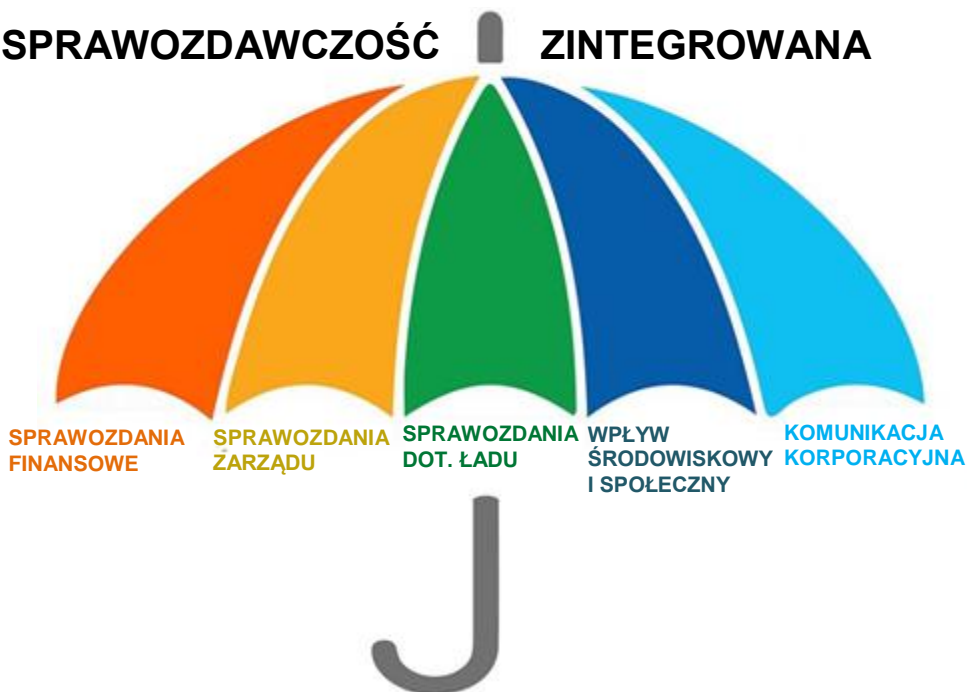 SPRAWOZDAWCZOŚĆ ZINTEGROWANA
SPRAWOZDANIA
FINANSOWE
SPRAWOZDANIA
ZARZĄDU
SPRAWOZDANIA
DOT. ŁADU
WPŁYW
ŚRODOWISKOWY
I SPOŁECZNY
KOMUNIKACJA
KORPORACYJNA